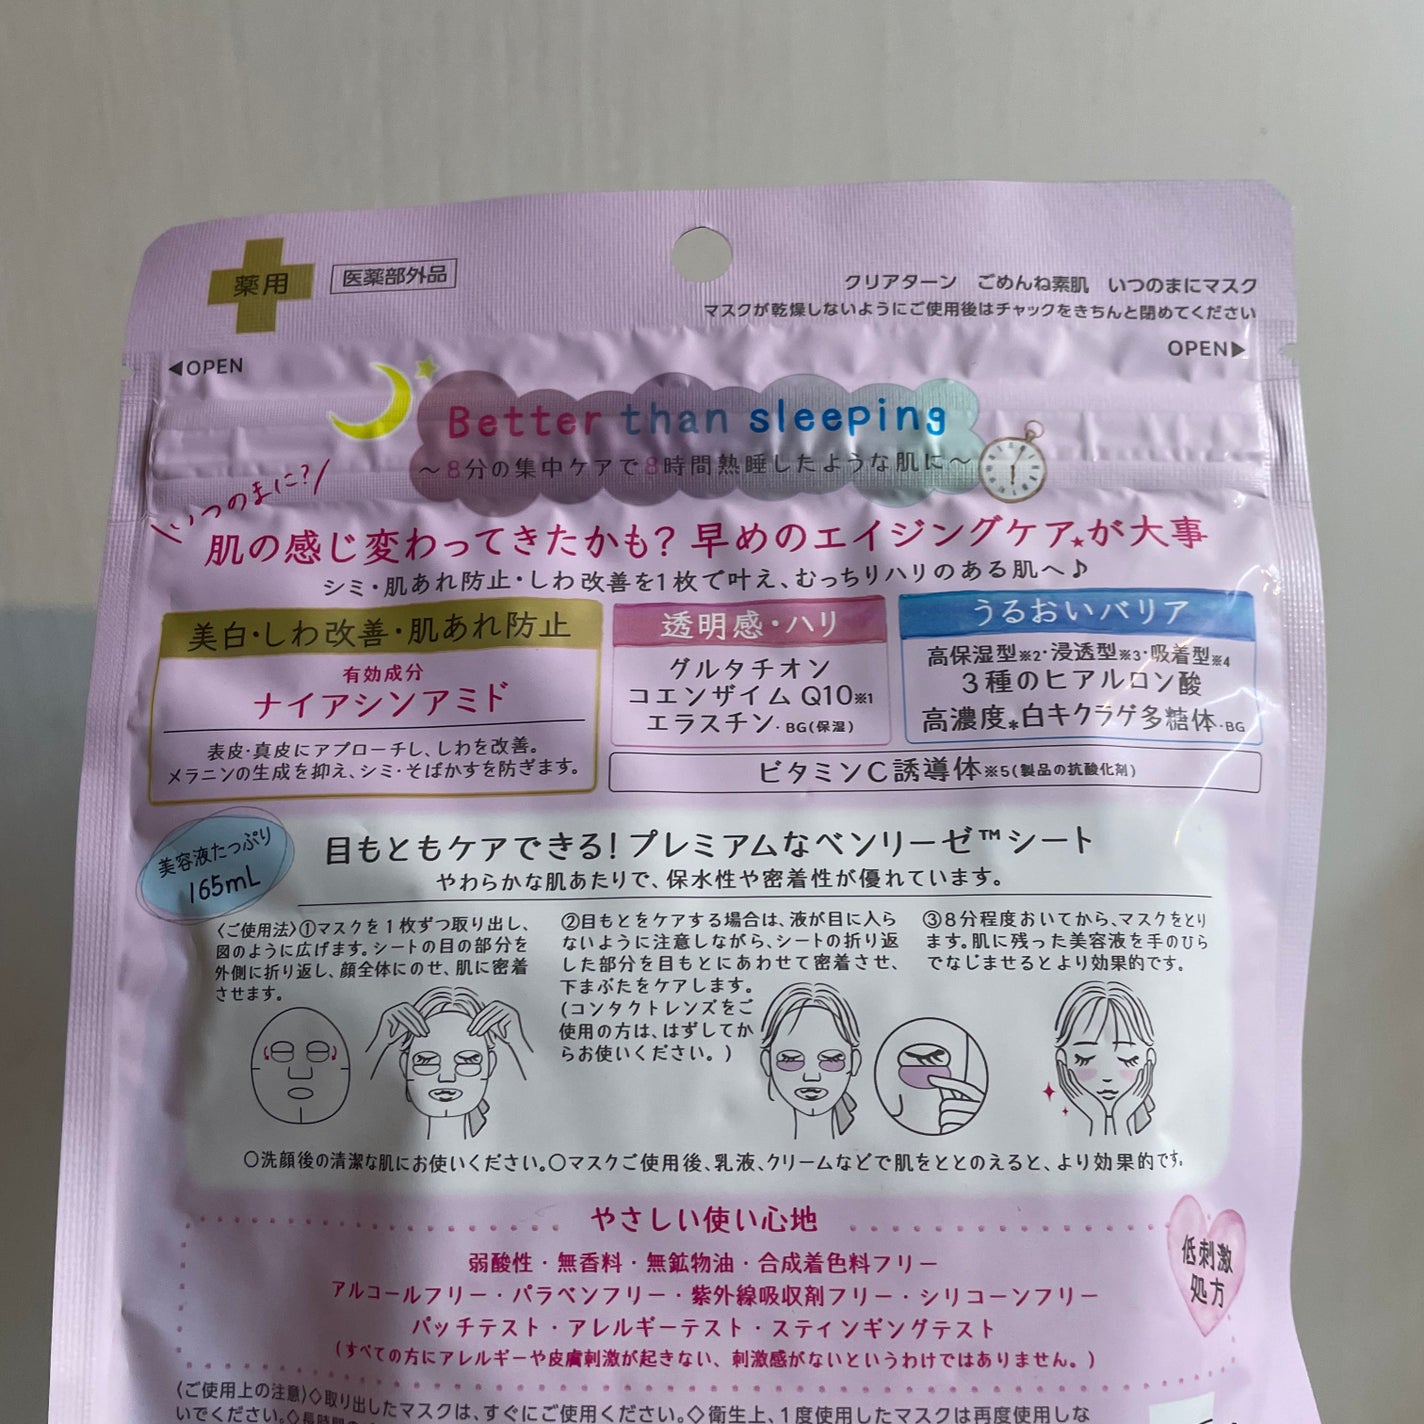 薬用
医薬部外品
クリアターン　ごめんね素肌　いつのまにマスク
マスクが乾燥しないようにご使用後はチャックをきちんと閉めてください
◀OPEN
OPEN▶
Better than sleeping
～8分の集中ケアで8時間熟睡したような肌に～
いつのまに?
肌の感じ変わってきたかも? 早めのエイジングケア★が大事
シミ・肌あれ防止・しわ改善を1枚で叶え、むっちりハリのある肌へ♪
美白・しわ改善・肌あれ防止
有効成分
ナイアシンアミド
表皮・真皮にアプローチし、しわを改善。
メラニンの生成を抑え、シミ・そばかすを防ぎます。
透明感・ハリ
グルタチオン
コエンザイム Q10※1
エラスチン・BG(保湿)
うるおいバリア
高保湿型※2・浸透型※3・吸着型※4
3種のヒアルロン酸
高濃度*白キクラゲ多糖体・BG
ビタミンC誘導体※5(製品の抗酸化剤)
美容液たっぷり
165mL
目もともケアできる! プレミアムなベンリーゼ™シート
やわらかな肌あたりで、保水性や密着性が優れています。
〈ご使用法〉①マスクを1枚ずつ取り出し、
図のように広げます。シートの目の部分を
外側に折り返し、顔全体にのせ、肌に密着
させます。
②目もとをケアする場合は、液が目に入ら
ないように注意しながら、シートの折り返
した部分を目もとにあわせて密着させ、
下まぶたをケアします。
(コンタクトレンズをご
使用の方は、はずしてか
らお使いください。)
③8分程度おいてから、マスクをとり
ます。肌に残った美容液を手のひら
でなじませるとより効果的です。
○洗顔後の清潔な肌にお使いください。○マスクご使用後、乳液、クリームなどで肌をととのえると、より効果的です。
やさしい使い心地
弱酸性・無香料・無鉱物油・合成着色料フリー
アルコールフリー・パラベンフリー・紫外線吸収剤フリー・シリコーンフリー
パッチテスト・アレルギーテスト・スティンギングテスト
(すべての方にアレルギーや皮膚刺激が起きない、刺激感がないというわけではありません。)
低刺激
処方
〈ご使用上の注意〉◇取り出したマスクは、すぐにご使用ください。◇衛生上、1度使用したマスクは再度使用しな
いでください。